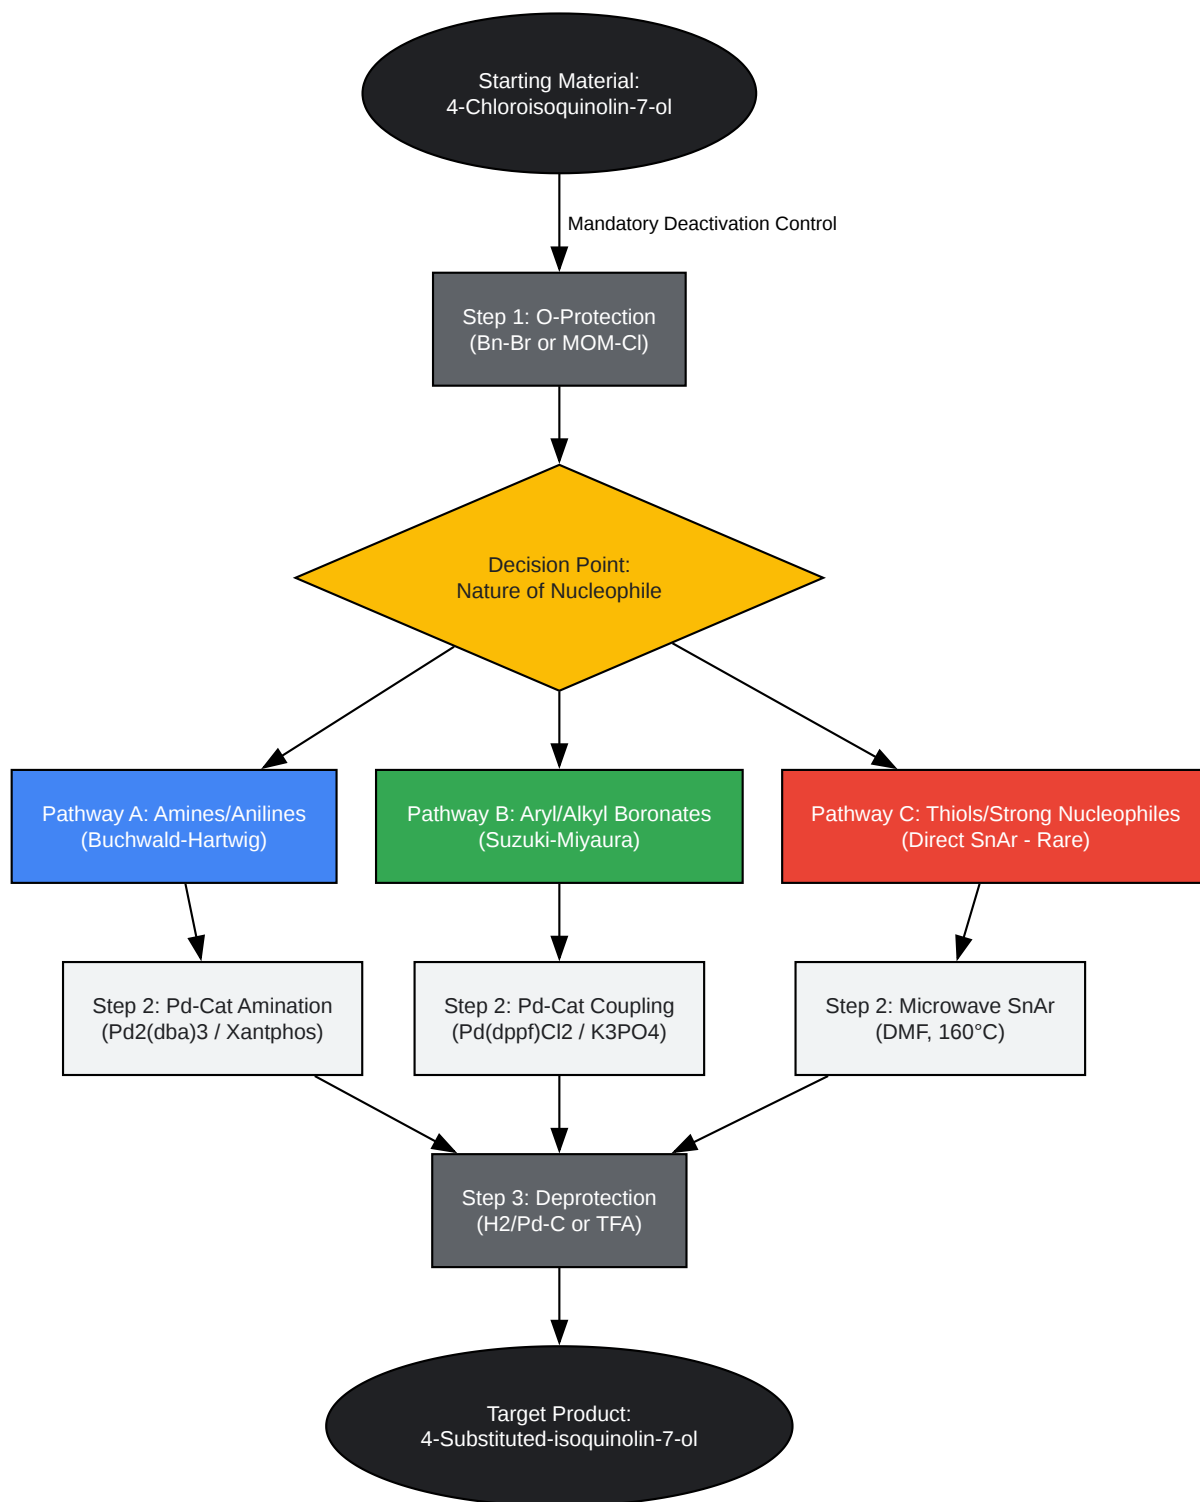 Starting Material:
4-Chloroisoquinolin-7-ol
Mandatory Deactivation Control
Step 1: O-Protection
(Bn-Br or MOM-Cl)
Decision Point:
Nature of Nucleophile
Pathway A: Amines/Anilines
(Buchwald-Hartwig)
Pathway B: Aryl/Alkyl Boronates
(Suzuki-Miyaura)
Pathway C: Thiols/Strong Nucleophiles
(Direct SnAr - Rare)
Step 2: Pd-Cat Amination
(Pd2(dba)3 / Xantphos)
Step 2: Pd-Cat Coupling
(Pd(dppf)Cl2 / K3PO4)
Step 2: Microwave SnAr
(DMF, 160°C)
Step 3: Deprotection
(H2/Pd-C or TFA)
Target Product:
4-Substituted-isoquinolin-7-ol